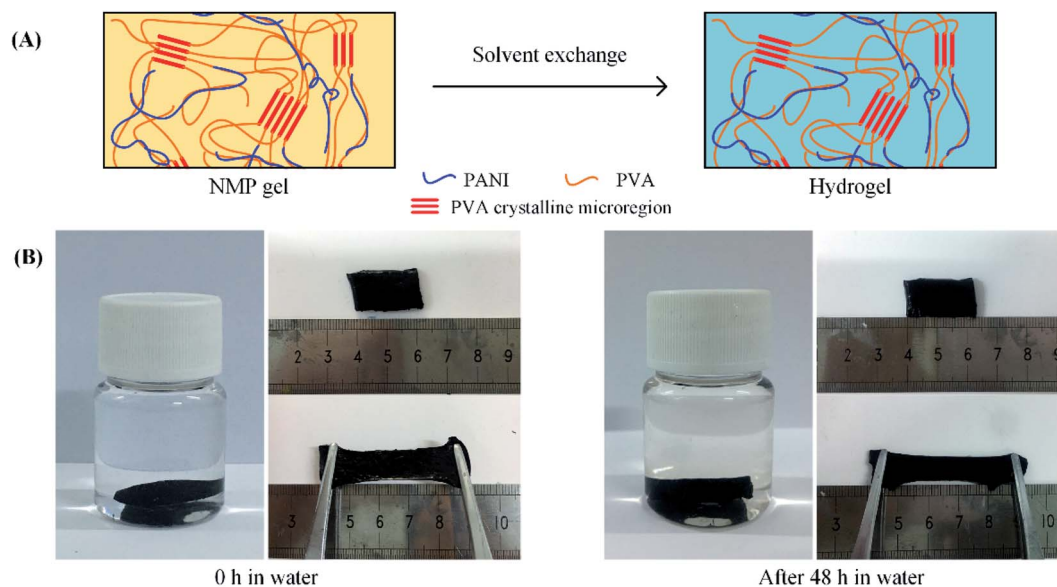 (A)
Solvent exchange
NMP gel
Hydrogel
PANI
PVA
PVA crystalline microregion
(B)
2 3 4 5 6 7 8 9
3 5 6 7 8 10
2 3 4 5 6 7 8 9
4 5 6 7 8 10
0 h in water
After 48 h in water